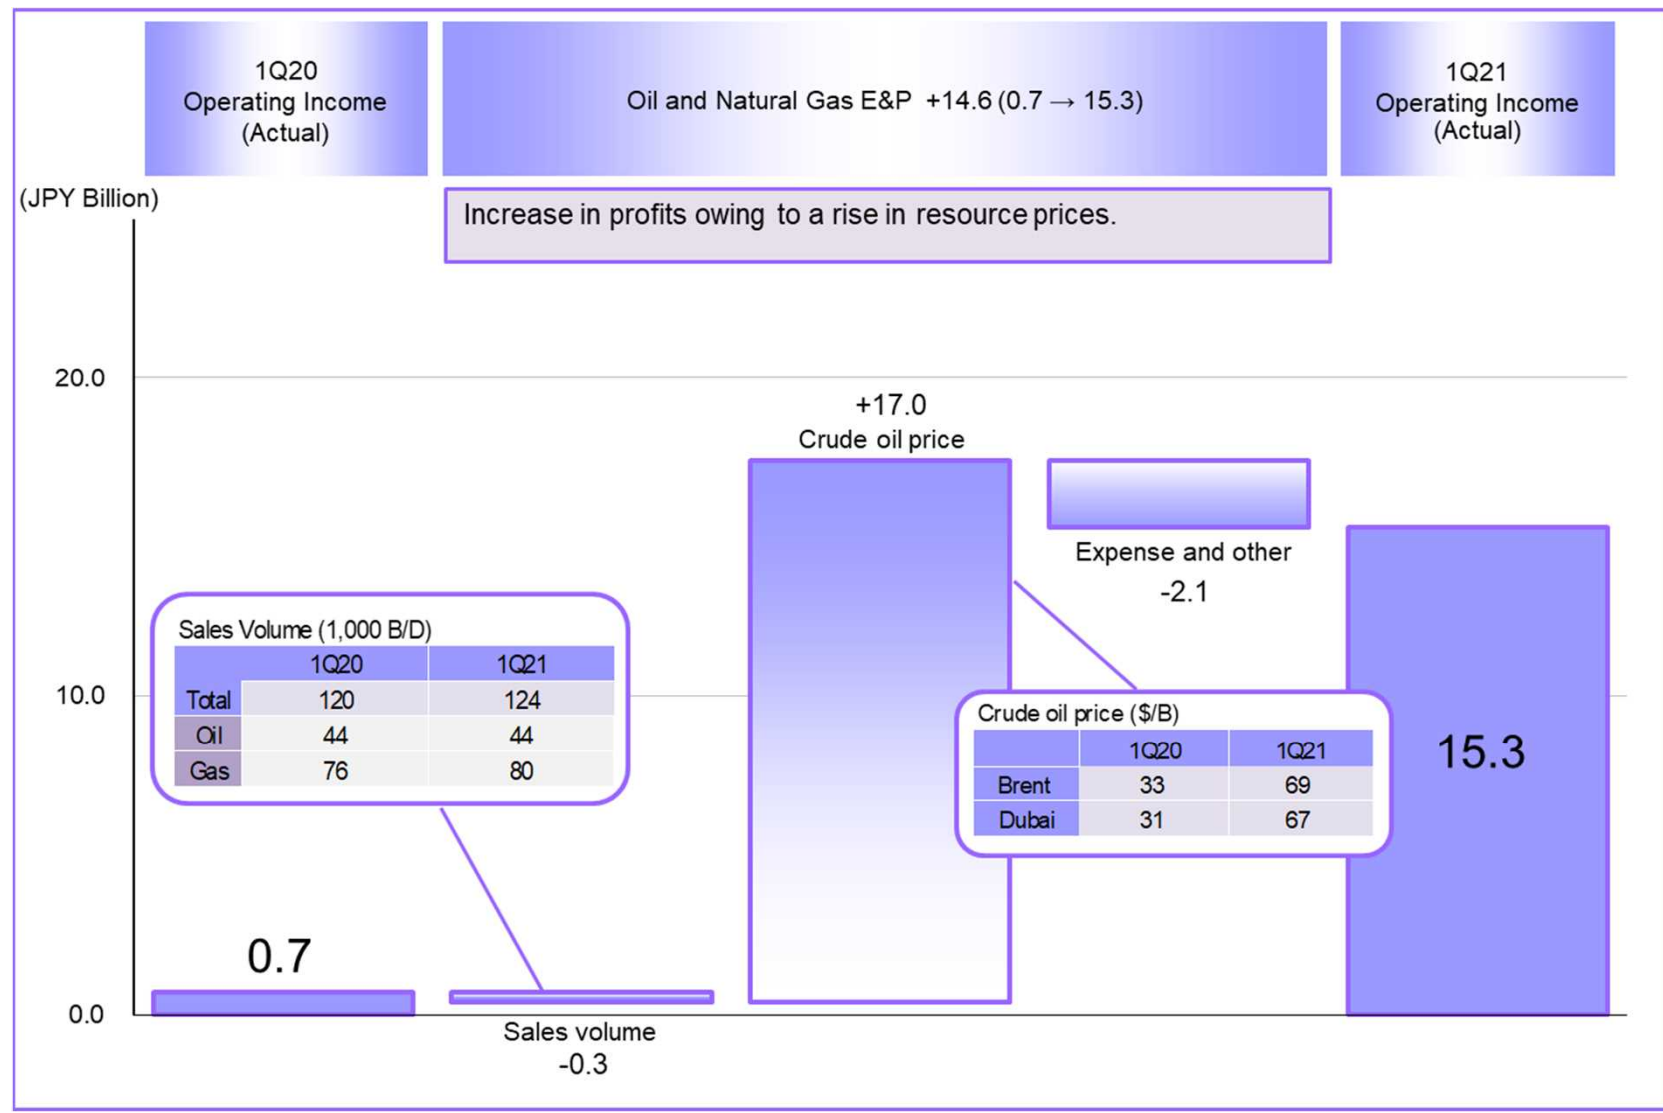 1Q20
Operating Income
(Actual)
Oil and Natural Gas E&P +14.6 (0.7 → 15.3)
1Q21
Operating Income
(Actual)
(JPY Billion)
Increase in profits owing to a rise in resource prices.
20.0
+17.0
Crude oil price
Expense and other
-2.1
Sales Volume (1,000 B/D)
1Q20 1Q21
Total 120 124
Oil 44 44
Gas 76 80
10.0
Crude oil price ($/B)
1Q20 1Q21
Brent 33 69
Dubai 31 67
15.3
0.7
0.0
Sales volume
-0.3